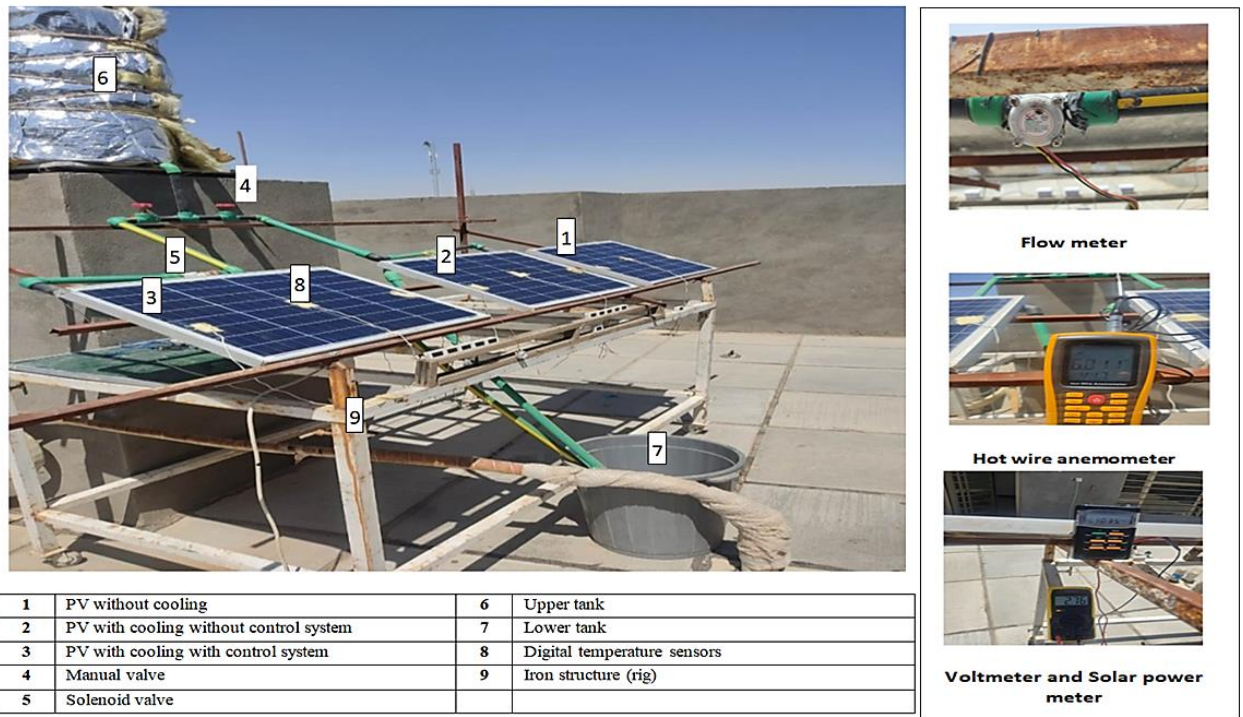 6
4
5
3
8
2
1
9
7
1 PV without cooling 6 Upper tank
2 PV with cooling without control system 7 Lower tank
3 PV with cooling with control system 8 Digital temperature sensors
4 Manual valve 9 Iron structure (rig)
5 Solenoid valve
Flow meter
Hot wire anemometer
Voltmeter and Solar power
meter